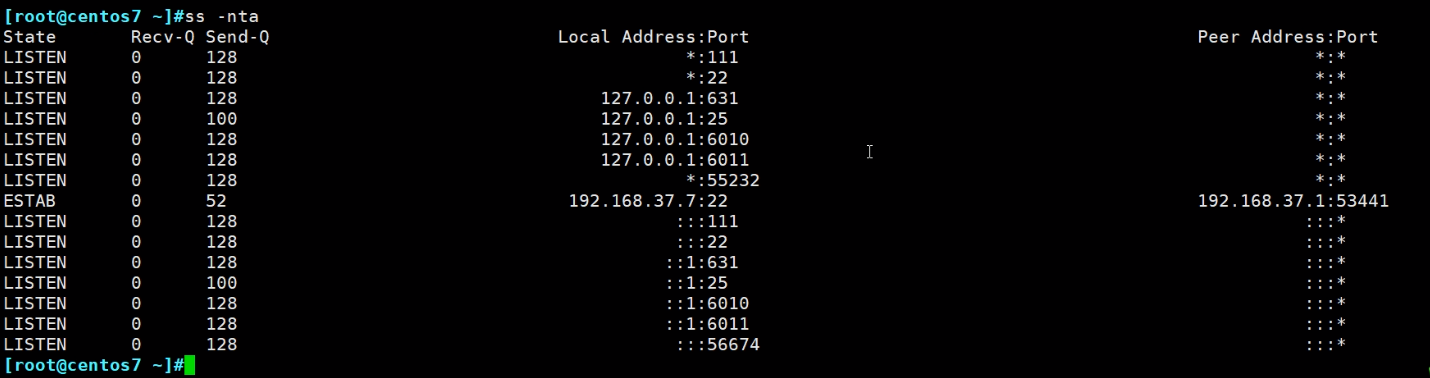 [root@centos7 ~]#ss -nta
State Recv-Q Send-Q Local Address:Port Peer Address:Port
LISTEN 0 128 *:111 *:*
LISTEN 0 128 *:22 *:*
LISTEN 0 128 127.0.0.1:631 *:*
LISTEN 0 100 127.0.0.1:25 *:*
LISTEN 0 128 127.0.0.1:6010 *:*
LISTEN 0 128 127.0.0.1:6011 *:*
LISTEN 0 128 *:55232 *:*
ESTAB 0 52 192.168.37.7:22 192.168.37.1:53441
LISTEN 0 128 :::111 :::*
LISTEN 0 128 :::22 :::*
LISTEN 0 128 ::1:631 :::*
LISTEN 0 100 ::1:25 :::*
LISTEN 0 128 ::1:6010 :::*
LISTEN 0 128 ::1:6011 :::*
LISTEN 0 128 :::56674 :::*
[root@centos7 ~]#